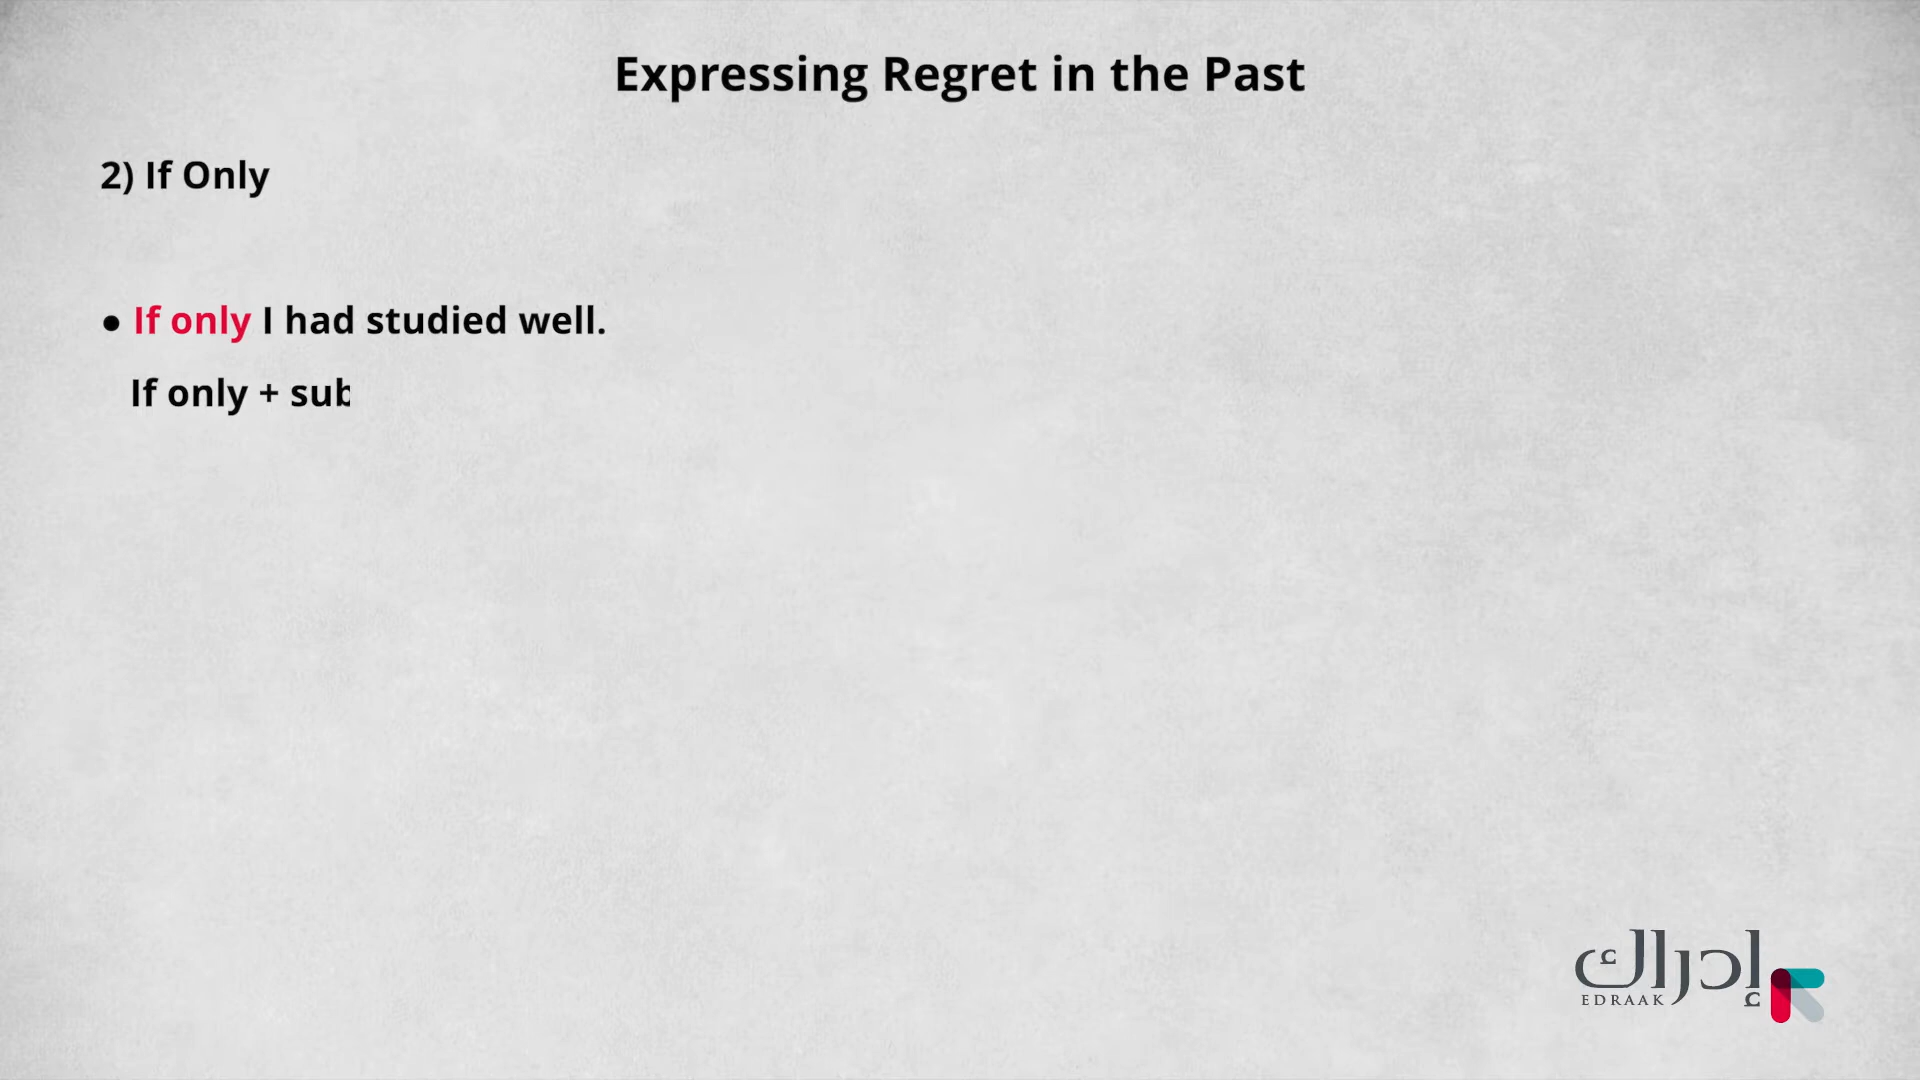 Expressing Regret in the Past
2) If Only
● If only I had studied well.
If only + sub
إدراك
EDRAAK